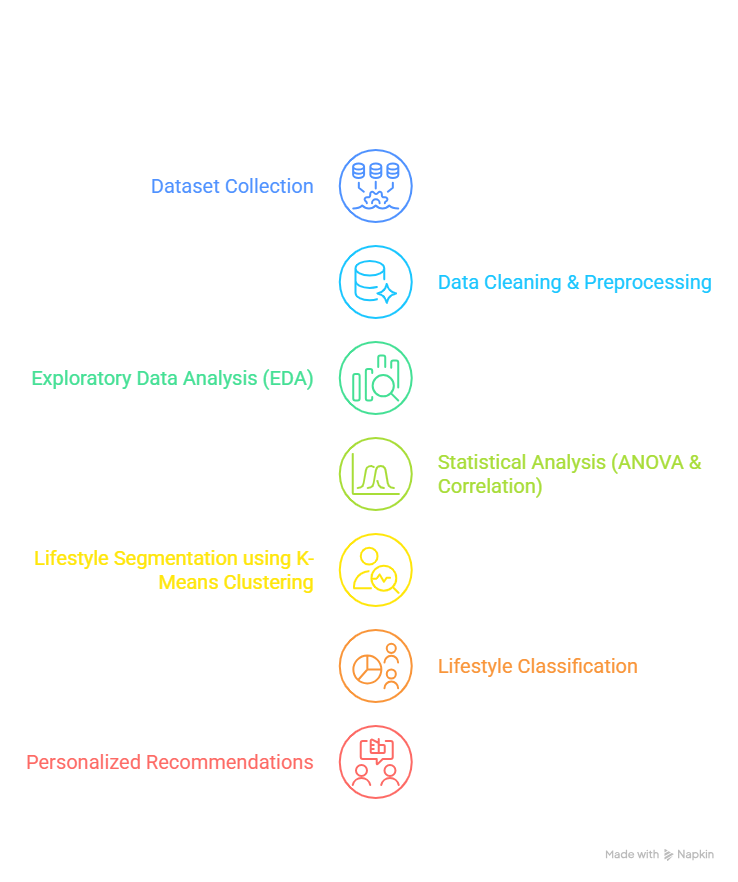 Dataset Collection
Data Cleaning & Preprocessing
Exploratory Data Analysis (EDA)
Statistical Analysis (ANOVA &
Correlation)
Lifestyle Segmentation using K-
Means Clustering
Lifestyle Classification
Personalized Recommendations
Made with Napkin